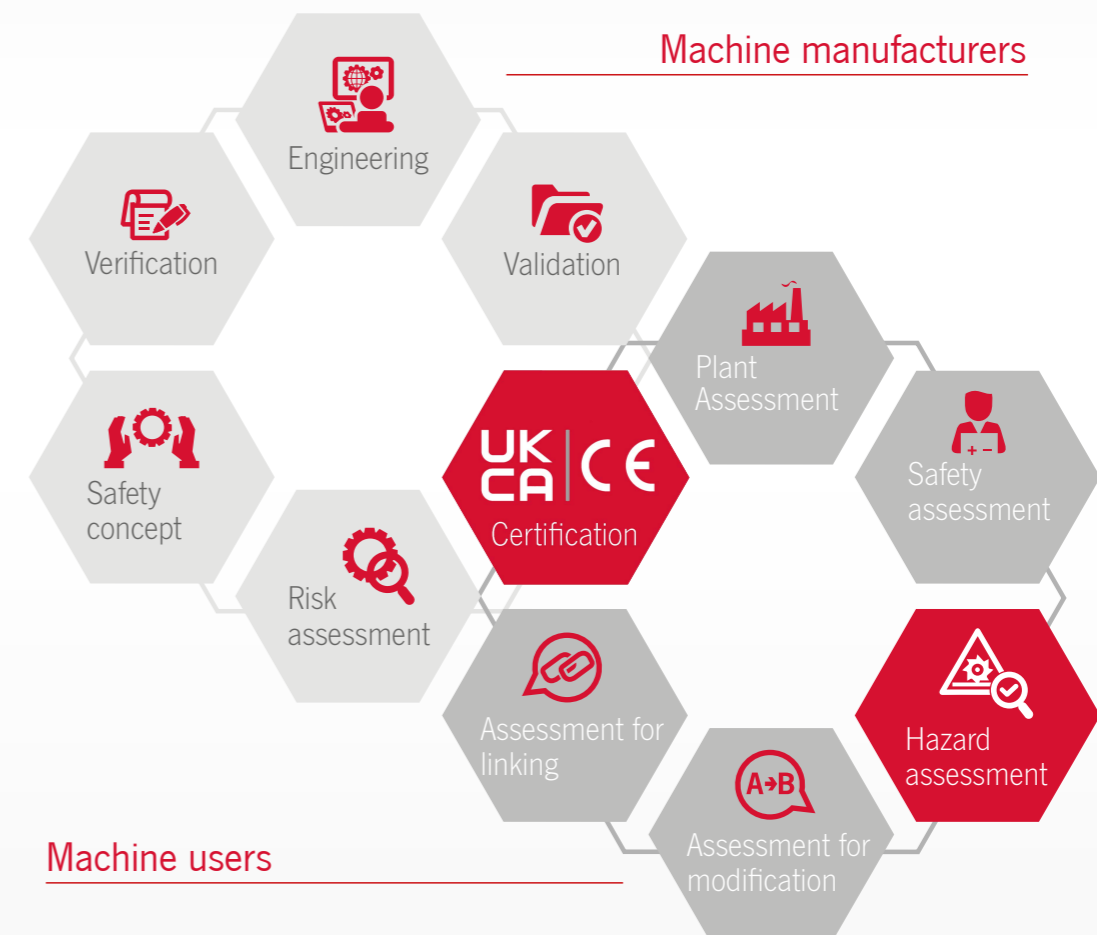 Machine manufacturers
Engineering
Verification
Validation
Plant
Assessment
Safety
concept
UK
CA
CE
Certification
Safety
assessment
Risk
assessment
Assessment for
linking
Hazard
assessment
A→B
Assessment for
modification
Machine users